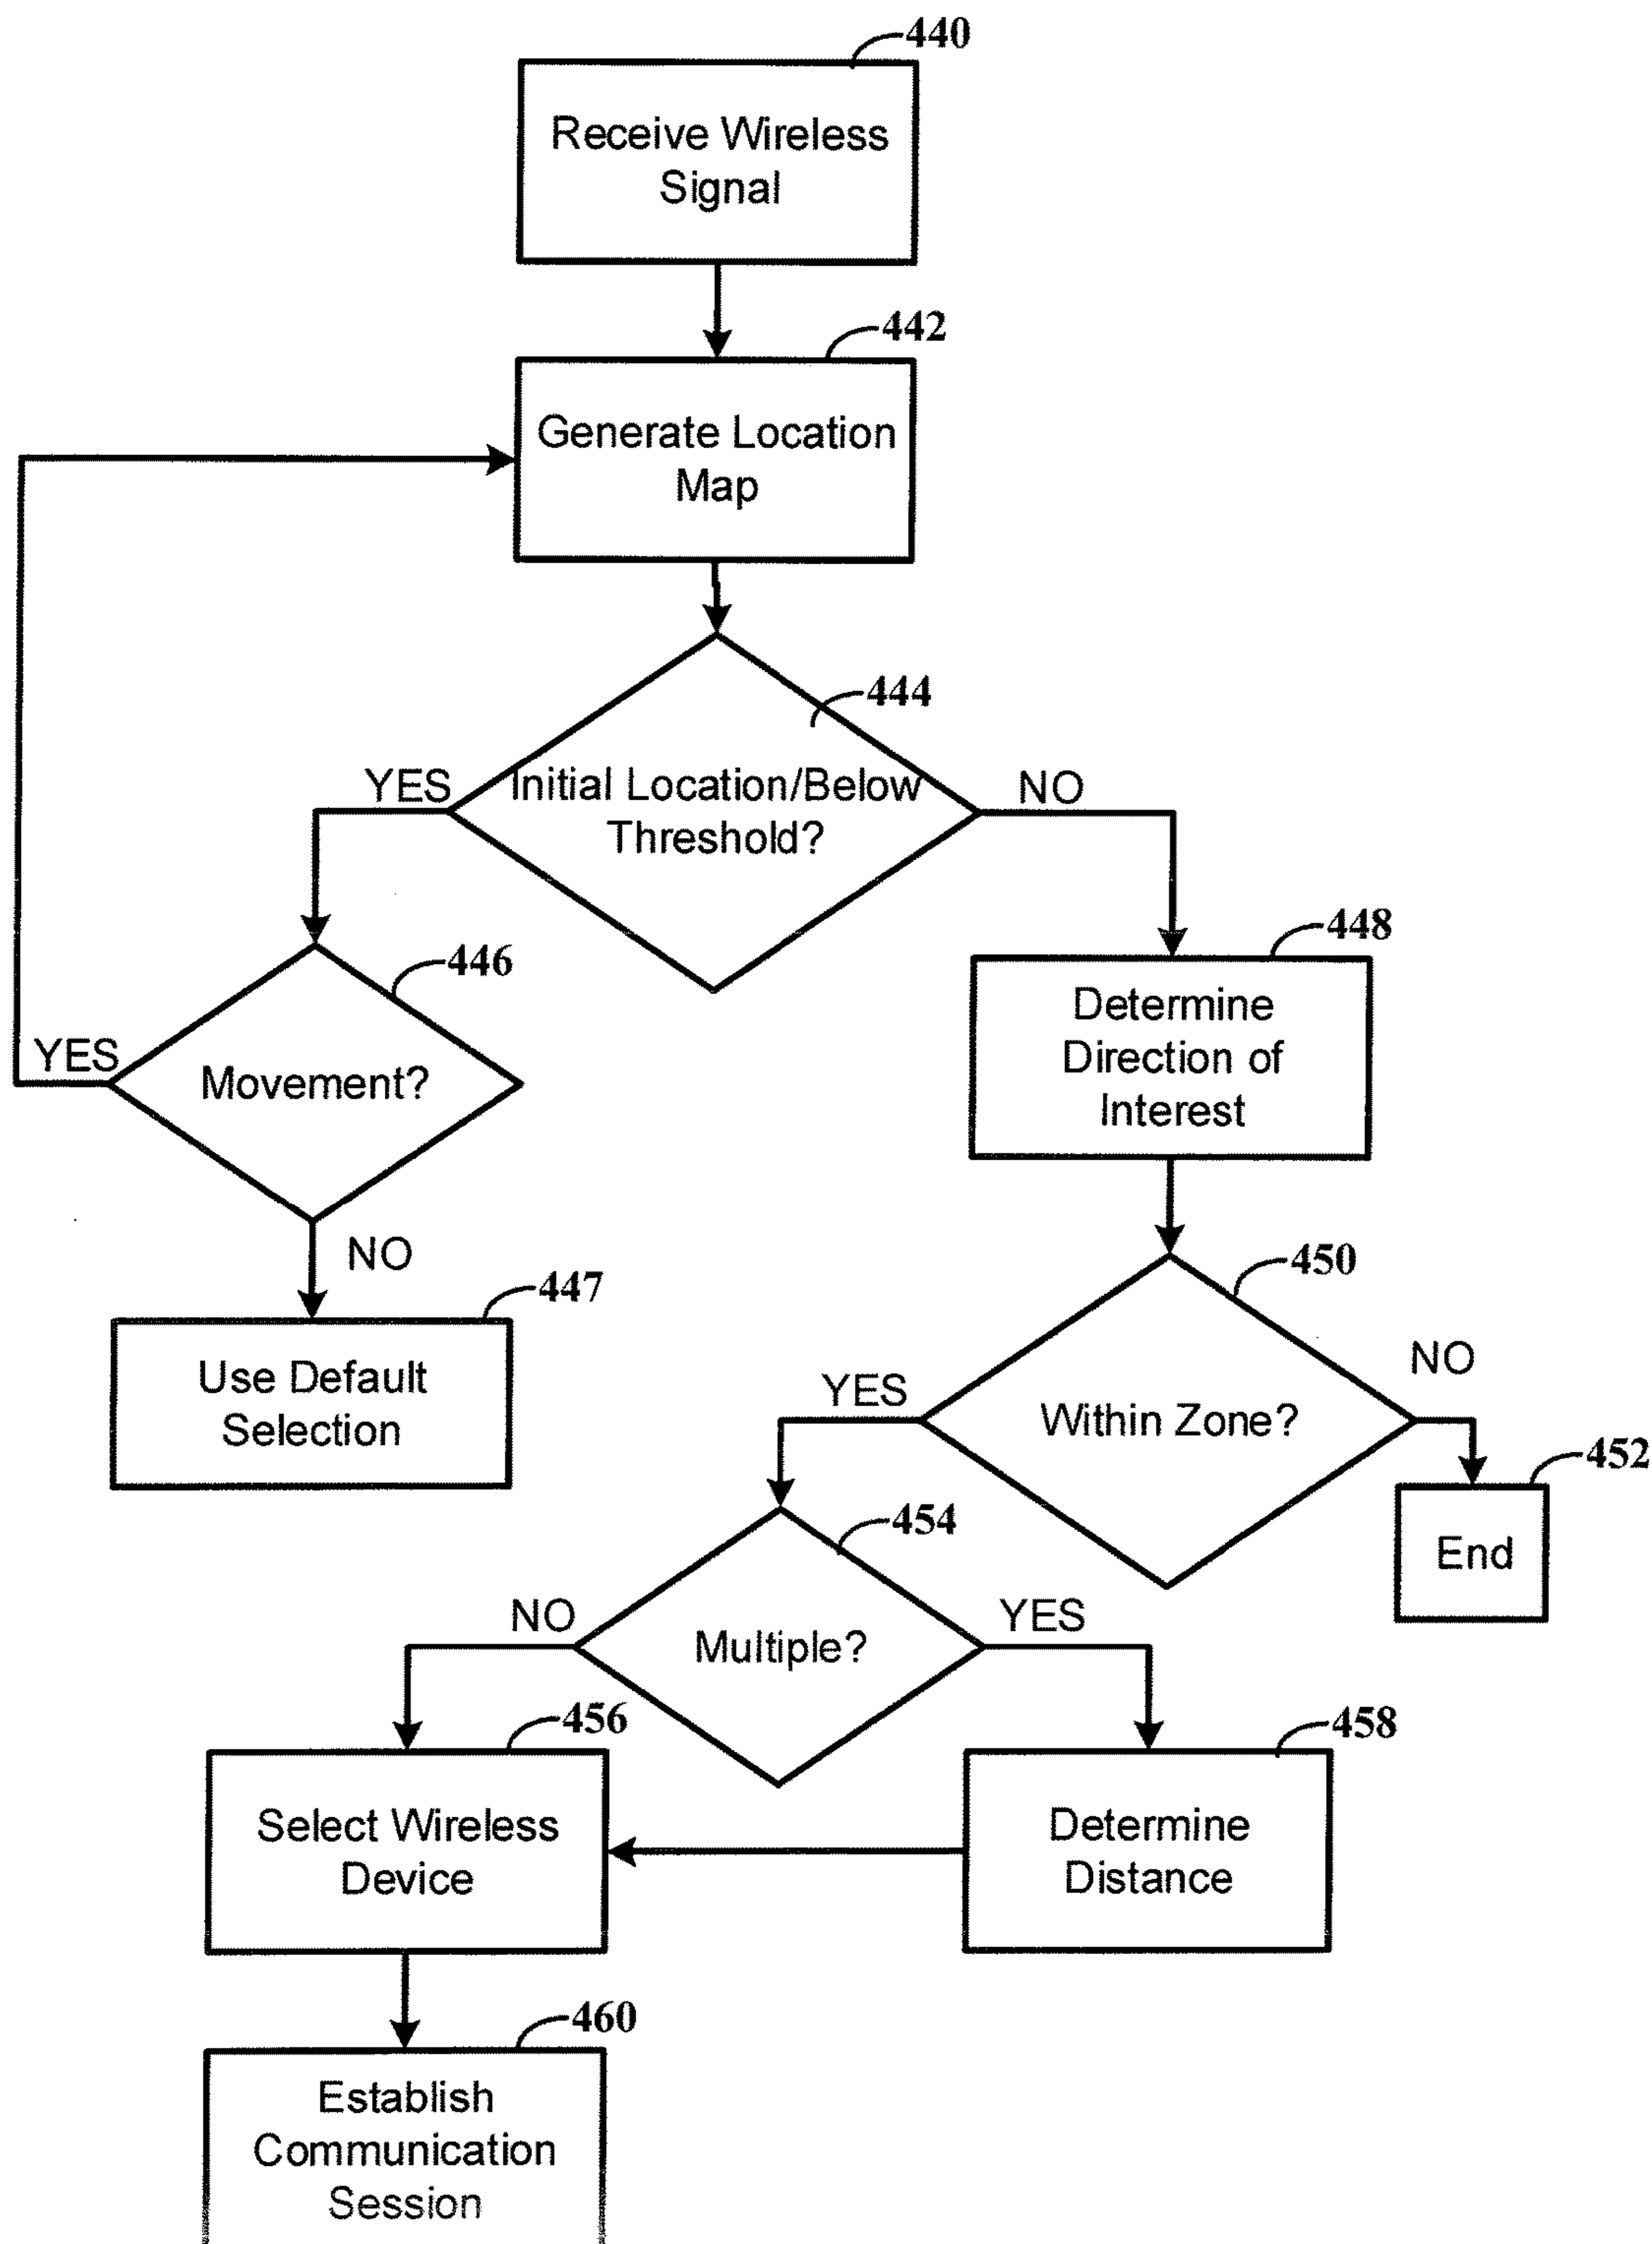 440
Receive Wireless
Signal
442
Generate Location
Map
444
YES
Initial Location/Below
Threshold?
NO
446
YES
Movement?
NO
447
Use Default
Selection
448
Determine
Direction of
Interest
450
YES
Within Zone?
NO
452
End
454
NO
Multiple?
YES
456
Select Wireless
Device
458
Determine
Distance
460
Establish
Communication
Session